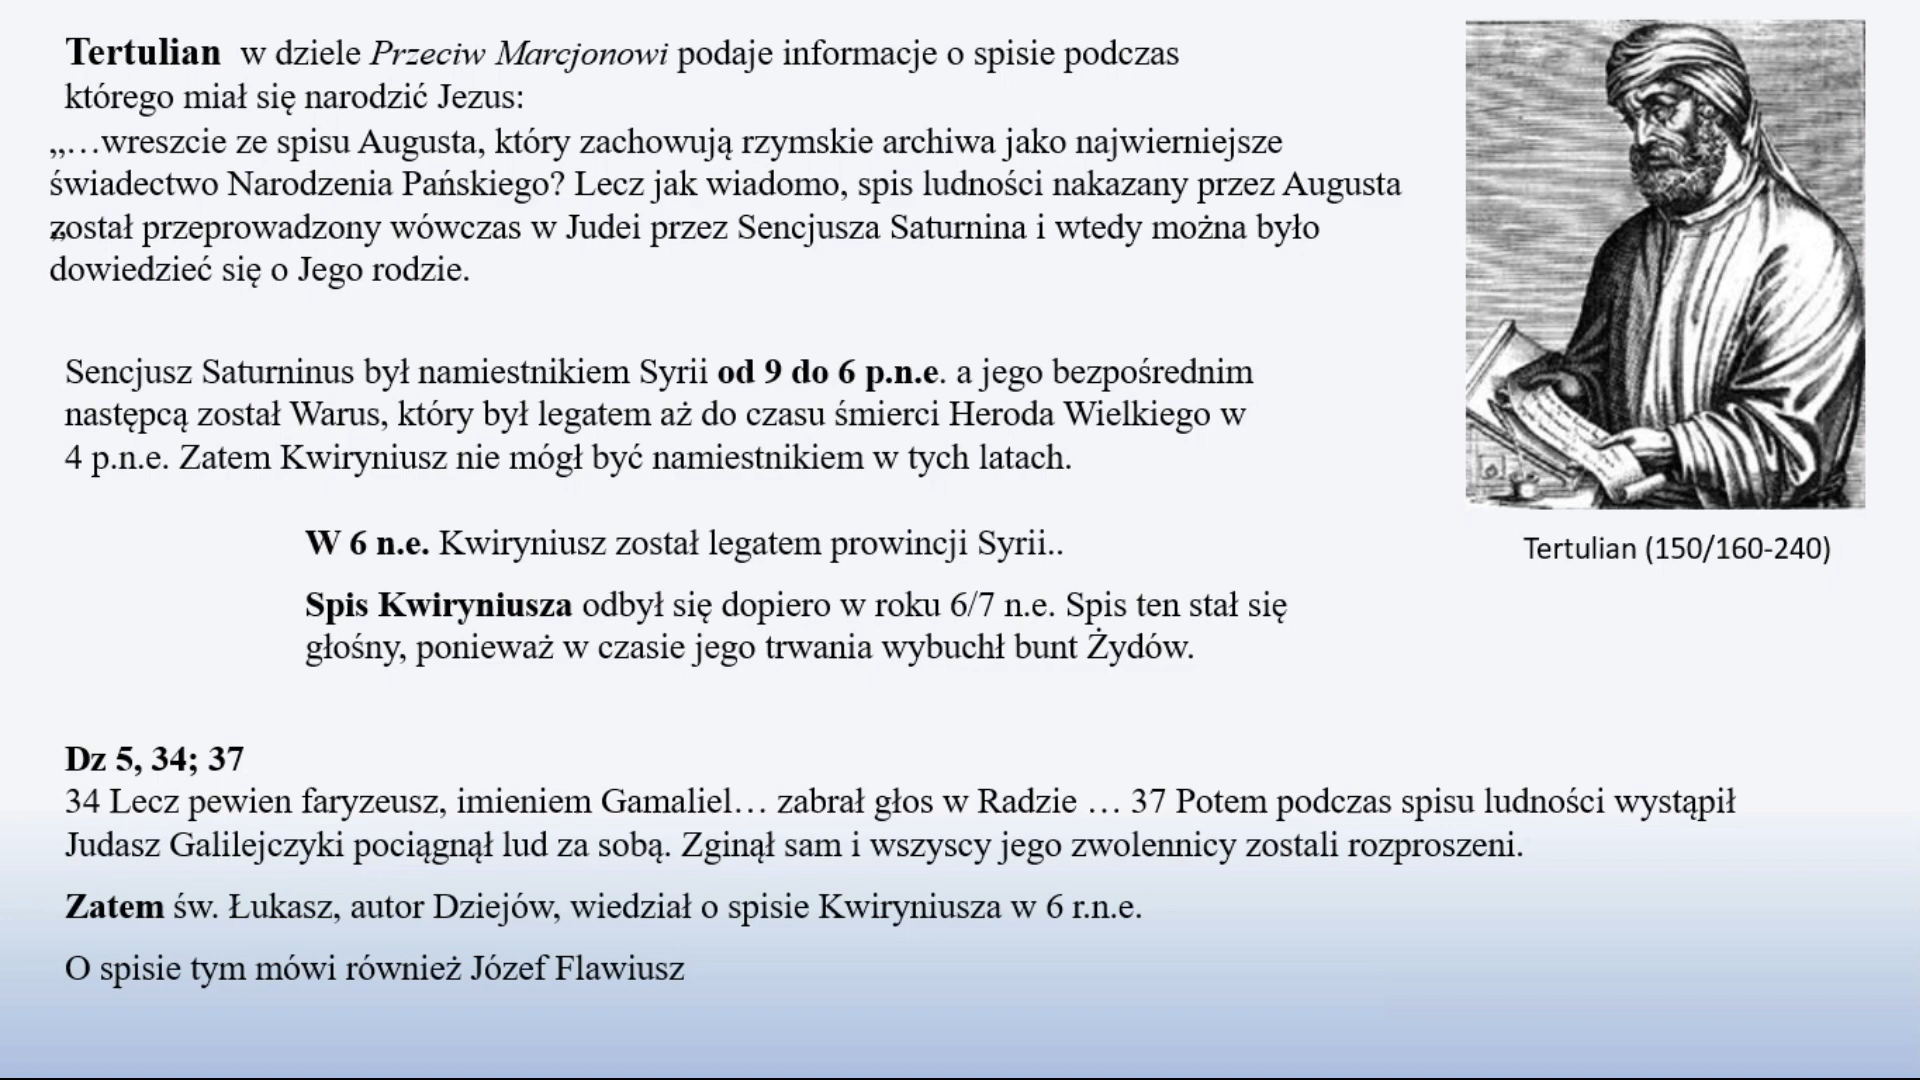 Tertulian w dziele Przeciw Marcjonowi podaje informacje o spisie podczas
którego miał się narodzić Jezus:
„…wreszcie ze spisu Augusta, który zachowują rzymskie archiwa jako najwierniejsze
świadectwo Narodzenia Pańskiego? Lecz jak wiadomo, spis ludności nakazany przez Augusta
został przeprowadzony wówczas w Judei przez Sencjusza Saturnina i wtedy można było
dowiedzieć się o Jego rodzie.
Sencjusz Saturninus był namiestnikiem Syrii od 9 do 6 p.n.e. a jego bezpośrednim
następcą został Warus, który był legatem aż do czasu śmierci Heroda Wielkiego w
4 p.n.e. Zatem Kwiryniusz nie mógł być namiestnikiem w tych latach.
W 6 n.e. Kwiryniusz został legatem prowincji Syrii..
Tertulian (150/160-240)
Spis Kwiryniusza odbył się dopiero w roku 6/7 n.e. Spis ten stał się
głośny, ponieważ w czasie jego trwania wybuchł bunt Żydów.
Dz 5, 34; 37
34 Lecz pewien faryzeusz, imieniem Gamaliel… zabrał głos w Radzie … 37 Potem podczas spisu ludności wystąpił
Judasz Galilejczyki pociągnął lud za sobą. Zginął sam i wszyscy jego zwolennicy zostali rozproszeni.
Zatem św. Łukasz, autor Dziejów, wiedział o spisie Kwiryniusza w 6 r.n.e.
O spisie tym mówi również Józef Flawiusz